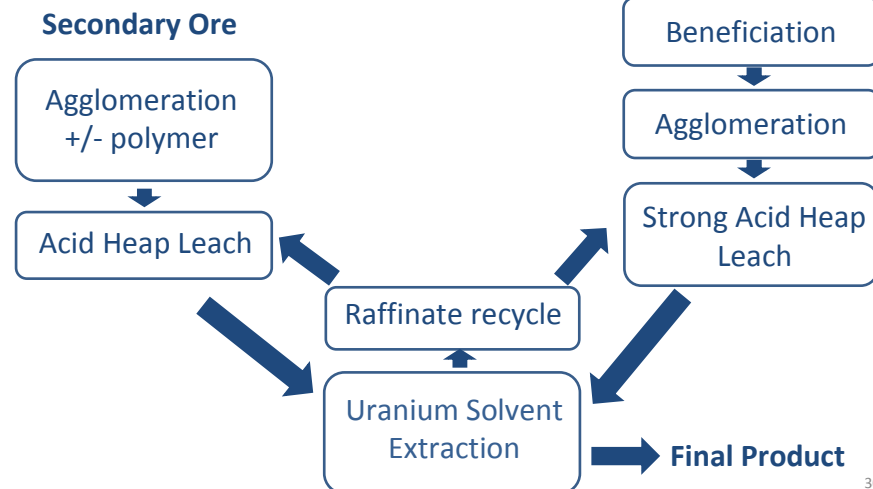 Secondary Ore
Agglomeration
+/- polymer
Acid Heap Leach
Beneficiation
Agglomeration
Strong Acid Heap
Leach
Raffinate recycle
Uranium Solvent
Extraction
Final Product